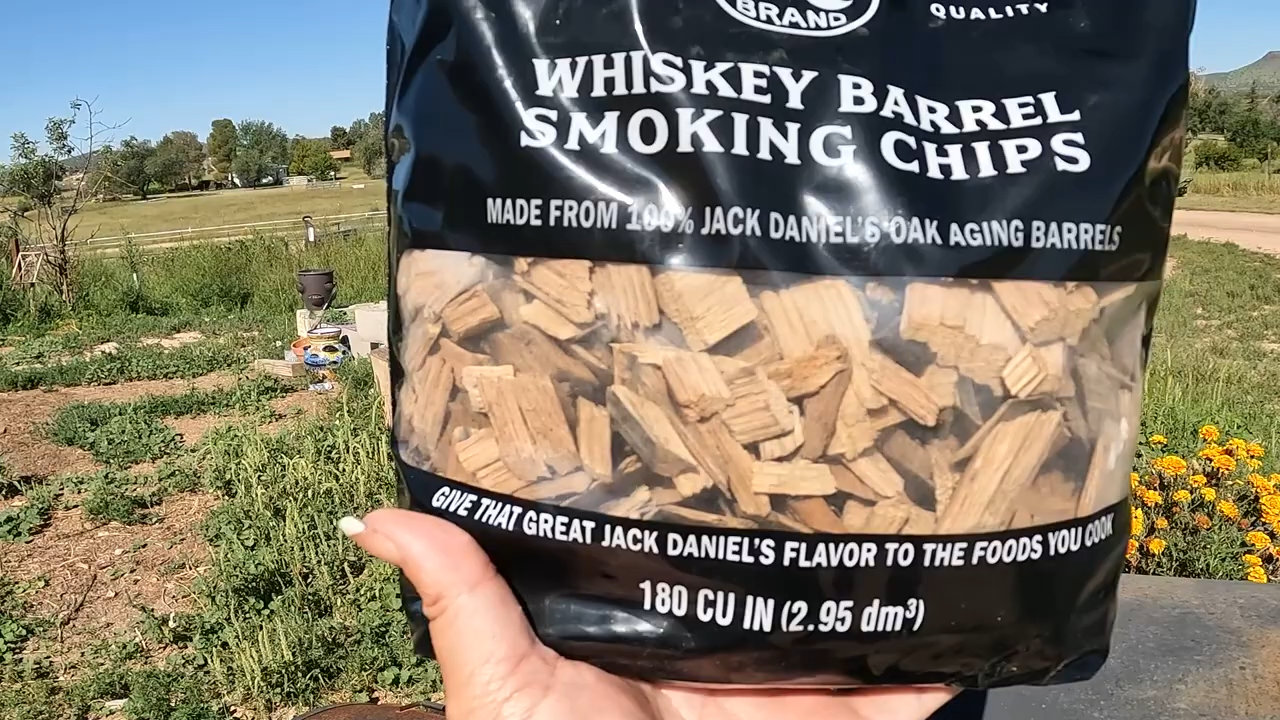 BRAND
QUALITY
WHISKEY BARREL
SMOKING CHIPS
MADE FROM 100% JACK DANIEL'S OAK AGING BARRELS
GIVE THAT GREAT JACK DANIEL'S FLAVOR TO THE FOODS YOU COOK
180 CU IN (2.95 dm³)